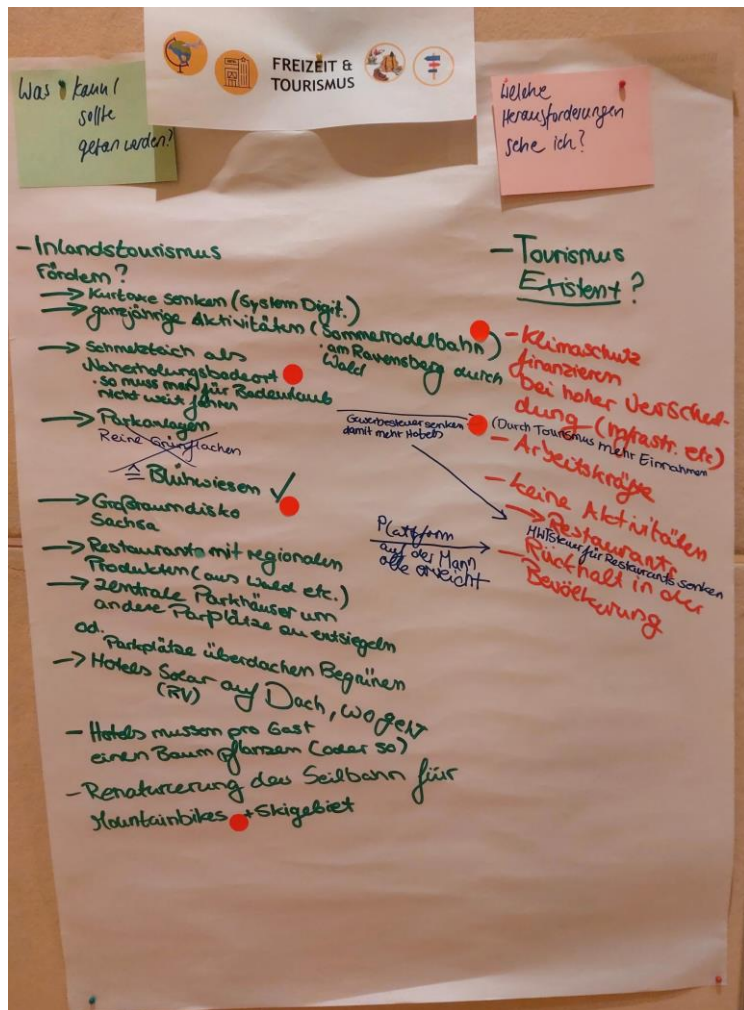 FREIZEIT &
TOURISMUS
Was kann/
sollte
getan werden?
Welche
Herausforderungen
sehe ich?
- Inlandstourismus
fördern?
→ Kurtaxe senken (System Digit.)
→ ganzjährige Aktivitäten (Sommerrodelbahn)
· am Ravensberg durch
Wald
→ Schmelzteich als
Naherholungsbadeort
· so muss man für Badeurlaub
nicht weit fahren
→ Parkanlagen
Reine Grünflächen
≙ Blühwiesen ✓
→ Großraumdisko
Sachsa
→ Restaurants mit regionalen
Produkten (aus Wald etc.)
→ zentrale Parkhäuser um
andere Parplätze zu entsiegeln
od. Parkplätze überdachen Begrünen
→ Hotels Solar auf Dach, wo geht
(PV)
- Hotels müssen pro Gast
einen Baum pflanzen (oder so)
- Renaturierung der Seilbahn für
Mountainbikes + Skigebiet
Gewerbesteuer senken
damit mehr Hotels
Plattform
auf der Mann
alle erreicht
- Tourismus
Existent?
- Klimaschutz
finanzieren
bei hoher Verschul-
dung (Infrastr. etc)
(Durch Tourismus mehr Einnahmen
- Arbeitskräfte
- keine Aktivitäten
→ Restaurants
MWTsteuer für Restaurants senken
- Rückhalt in der
Bevölkerung